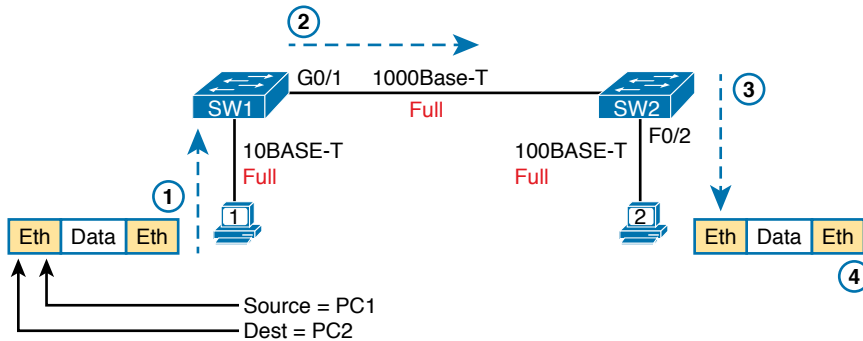 2
G0/1 1000Base-T
SW1
Full
SW2
3
F0/2
10BASE-T
Full
100BASE-T
Full
1
1
2
Eth Data Eth
Eth Data Eth
4
Source = PC1
Dest = PC2